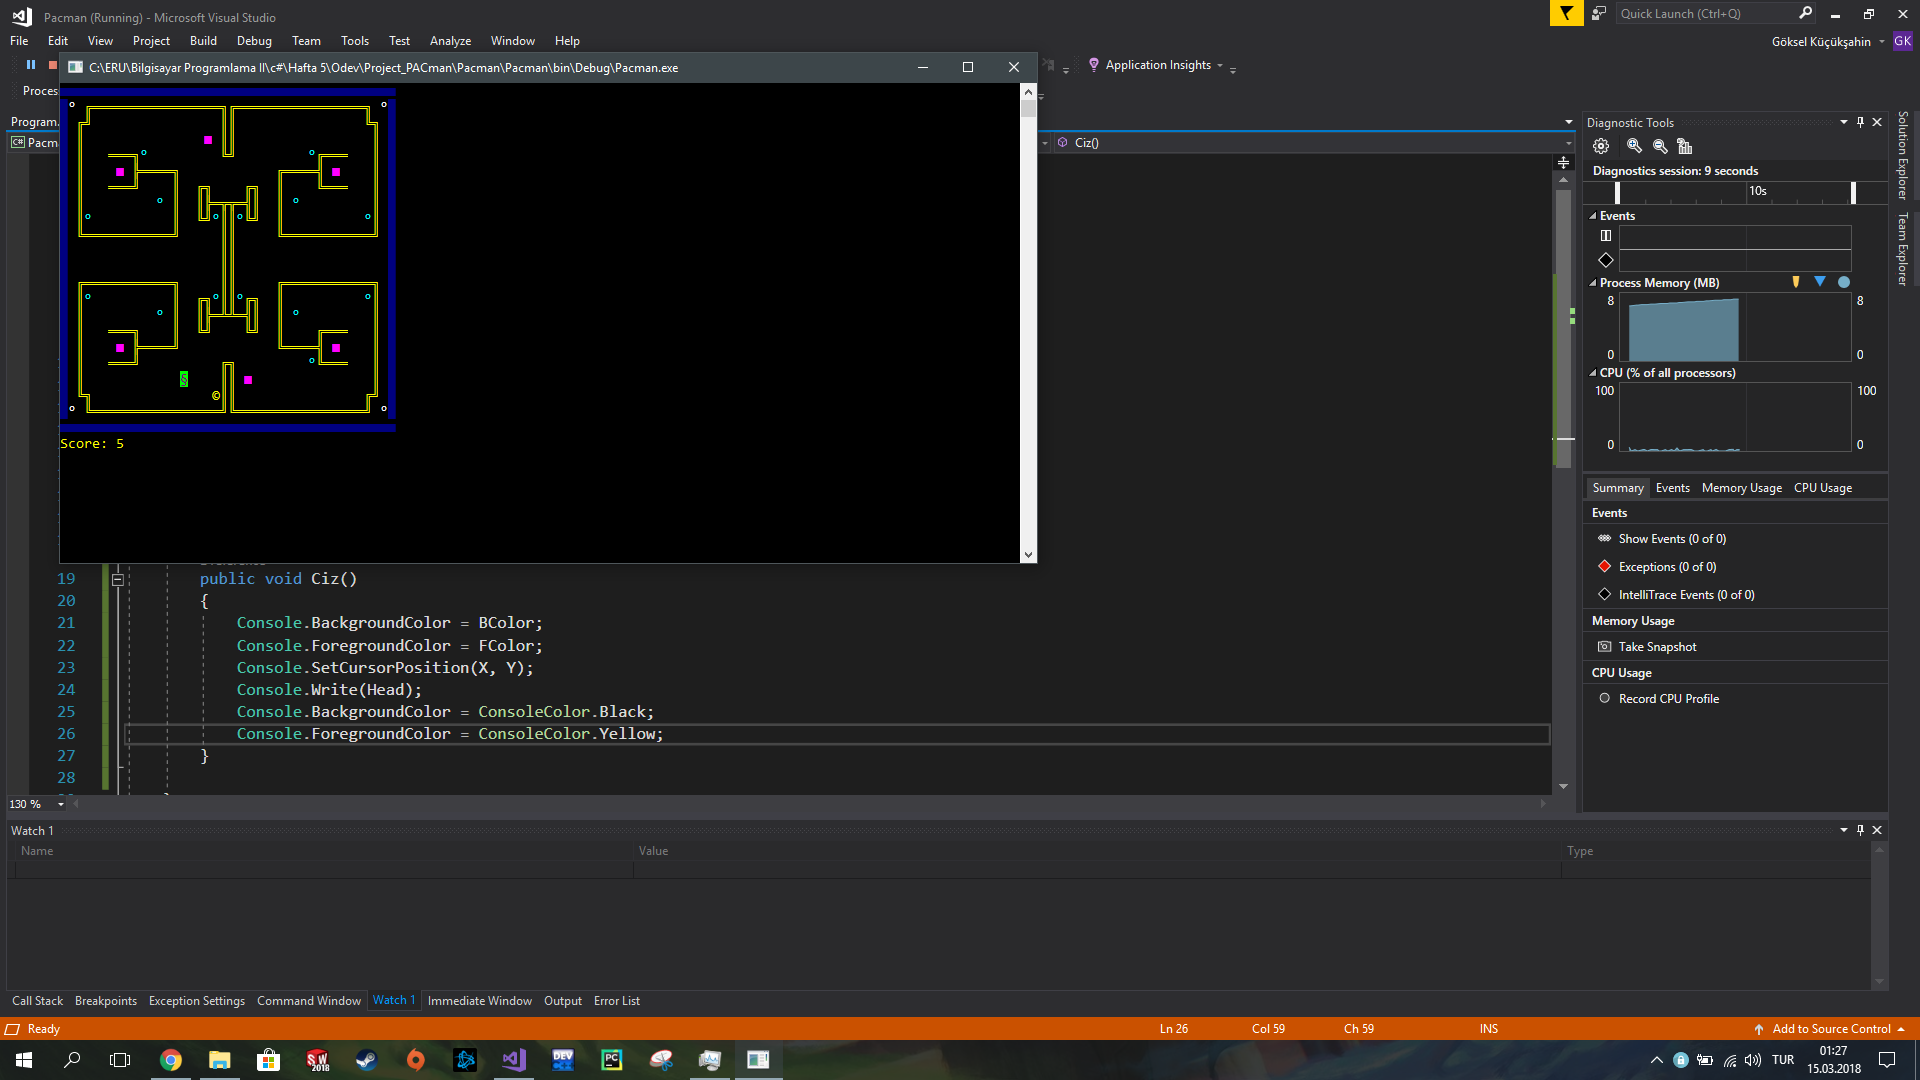 Pacman (Running) - Microsoft Visual Studio
Quick Launch (Ctrl+Q)
File Edit View Project Build Debug Team Tools Test Analyze Window Help
Göksel Küçükşahin GK
C:\ERU\Bilgisayar Programlama II\c#\Hafta 5\Odev\Project_PACman\Pacman\Pacman\bin\Debug\Pacman.exe
Application Insights
Proces
Program.
C# Pacm
Ciz()
Score: 5
19 public void Ciz()
20 {
21 Console.BackgroundColor = BColor;
22 Console.ForegroundColor = FColor;
23 Console.SetCursorPosition(X, Y);
24 Console.Write(Head);
25 Console.BackgroundColor = ConsoleColor.Black;
26 Console.ForegroundColor = ConsoleColor.Yellow;
27 }
28
130 %
Diagnostic Tools
Diagnostics session: 9 seconds
10s
Events
Process Memory (MB)
8 8
0 0
CPU (% of all processors)
100 100
0 0
Summary Events Memory Usage CPU Usage
Events
Show Events (0 of 0)
Exceptions (0 of 0)
IntelliTrace Events (0 of 0)
Memory Usage
Take Snapshot
CPU Usage
Record CPU Profile
Solution Explorer
Team Explorer
Watch 1
Name Value Type
Call Stack Breakpoints Exception Settings Command Window Watch 1 Immediate Window Output Error List
Ready Ln 26 Col 59 Ch 59 INS Add to Source Control
SW 2018
DEV
PC
TUR
01:27
15.03.2018